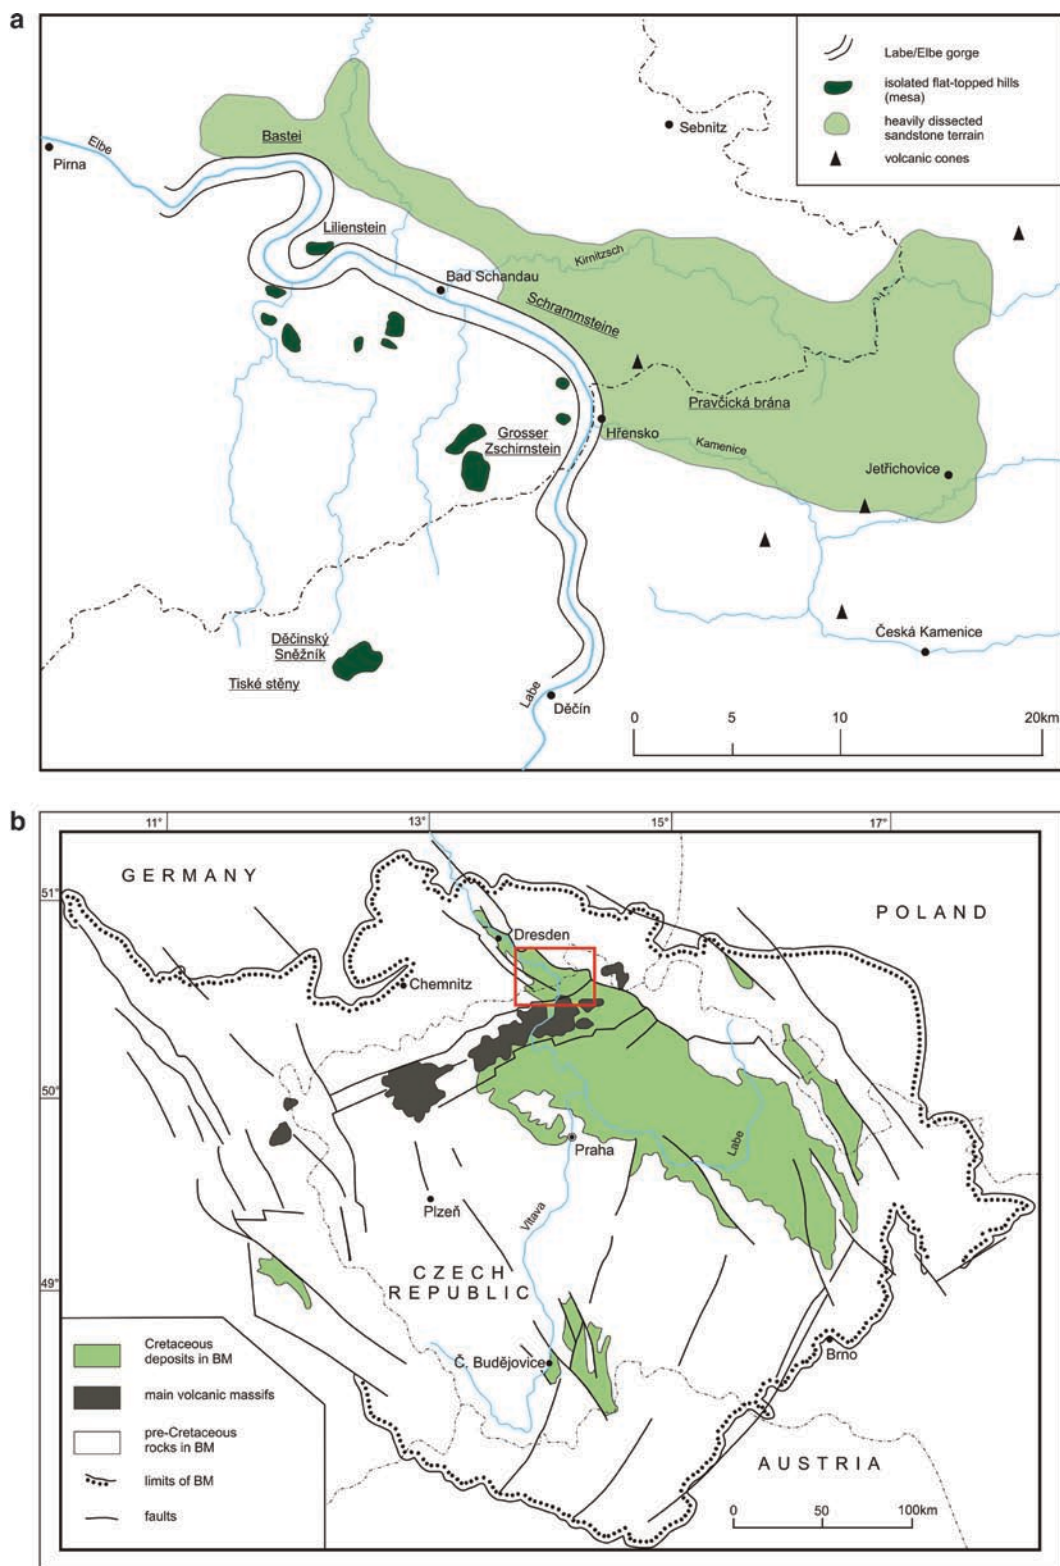 a
Labe/Elbe gorge
isolated flat-topped hills
(mesa)
heavily dissected
sandstone terrain
volcanic cones
Sebnitz
Bastei
Elbe
Pirna
Lilienstein
Kirnitzsch
Bad Schandau
Schrammsteine
Pravčická brána
Hřensko
Grosser
Zschirnstein
Kamenice
Jetřichovice
Děčinský
Sněžník
Česká Kamenice
Tiské stěny
Labe
Děčín
0 5 10 20km
b
11° 13° 15° 17°
GERMANY
51°
POLAND
Dresden
Chemnitz
50°
Praha
Labe
Plzeň
Vltava
49°
CZECH
REPUBLIC
Cretaceous
deposits in BM
Č. Budějovice
Brno
main volcanic massifs
pre-Cretaceous
rocks in BM
AUSTRIA
limits of BM
faults
0 50 100km